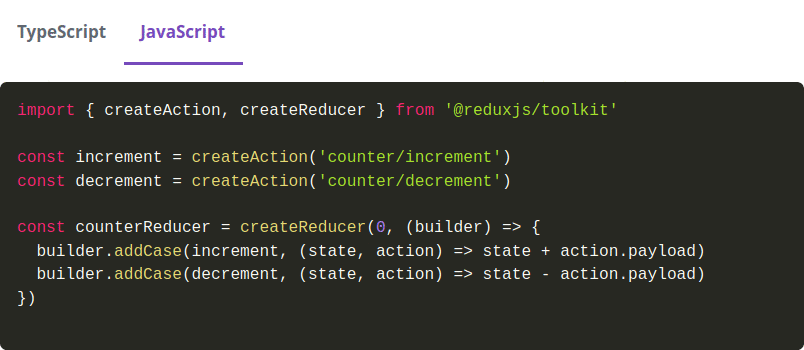 TypeScript JavaScript
import { createAction, createReducer } from '@reduxjs/toolkit'
const increment = createAction('counter/increment')
const decrement = createAction('counter/decrement')
const counterReducer = createReducer(0, (builder) => {
  builder.addCase(increment, (state, action) => state + action.payload)
  builder.addCase(decrement, (state, action) => state - action.payload)
})